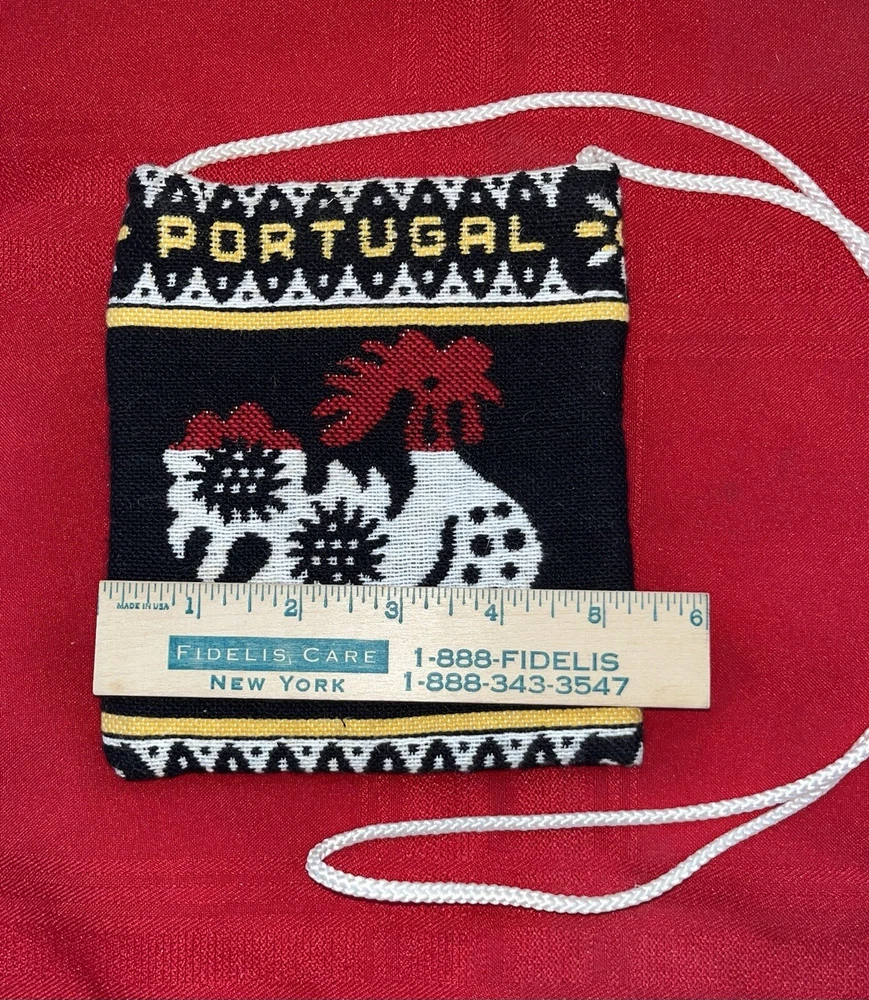 PORTUGAL
MADE IN USA 1 2 3 4 5 6
FIDELIS CARE
NEW YORK
1-888-FIDELIS
1-888-343-3547